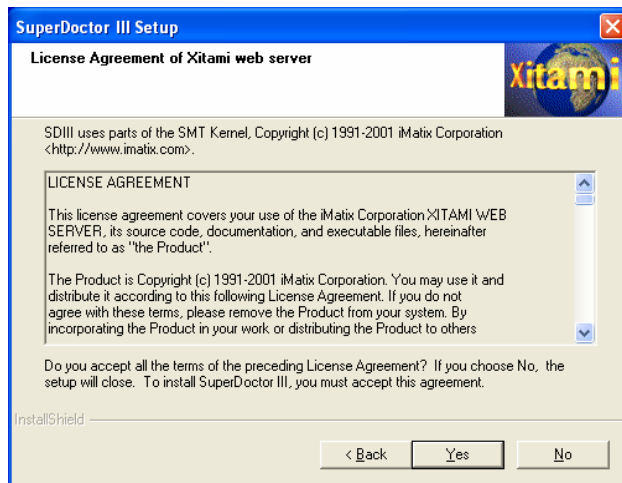 SuperDoctor III Setup
License Agreement of Xitami web server
Xitami
SDIII uses parts of the SMT Kernel, Copyright (c) 1991-2001 iMatix Corporation
<http://www.imatix.com>.
LICENSE AGREEMENT
This license agreement covers your use of the iMatix Corporation XITAMI WEB
SERVER, its source code, documentation, and executable files, hereinafter
referred to as "the Product".
The Product is Copyright (c) 1991-2001 iMatix Corporation. You may use it and
distribute it according to this following License Agreement. If you do not
agree with these terms, please remove the Product from your system. By
incorporating the Product in your work or distributing the Product to others
Do you accept all the terms of the preceding License Agreement? If you choose No, the
setup will close. To install SuperDoctor III, you must accept this agreement.
InstallShield
< Back Yes No